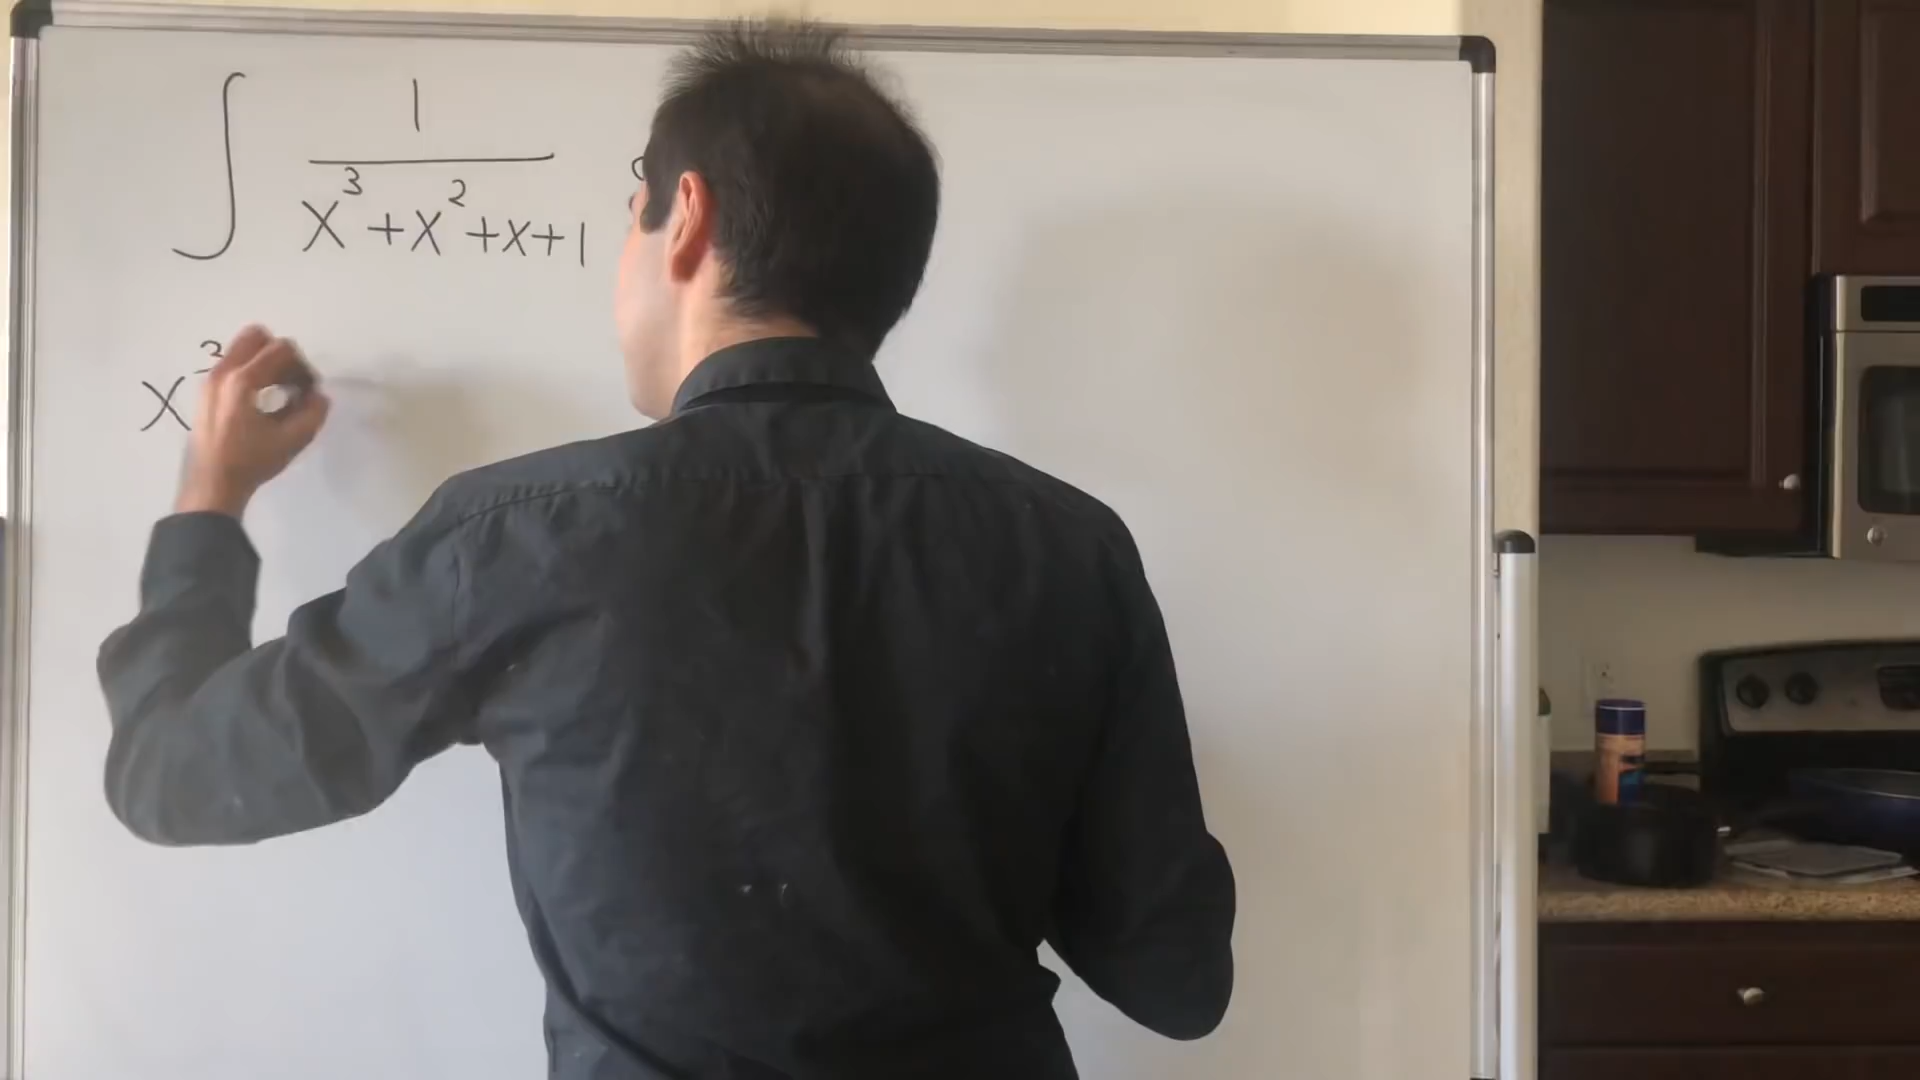 ∫ 1/(x³+x²+x+1)
x³